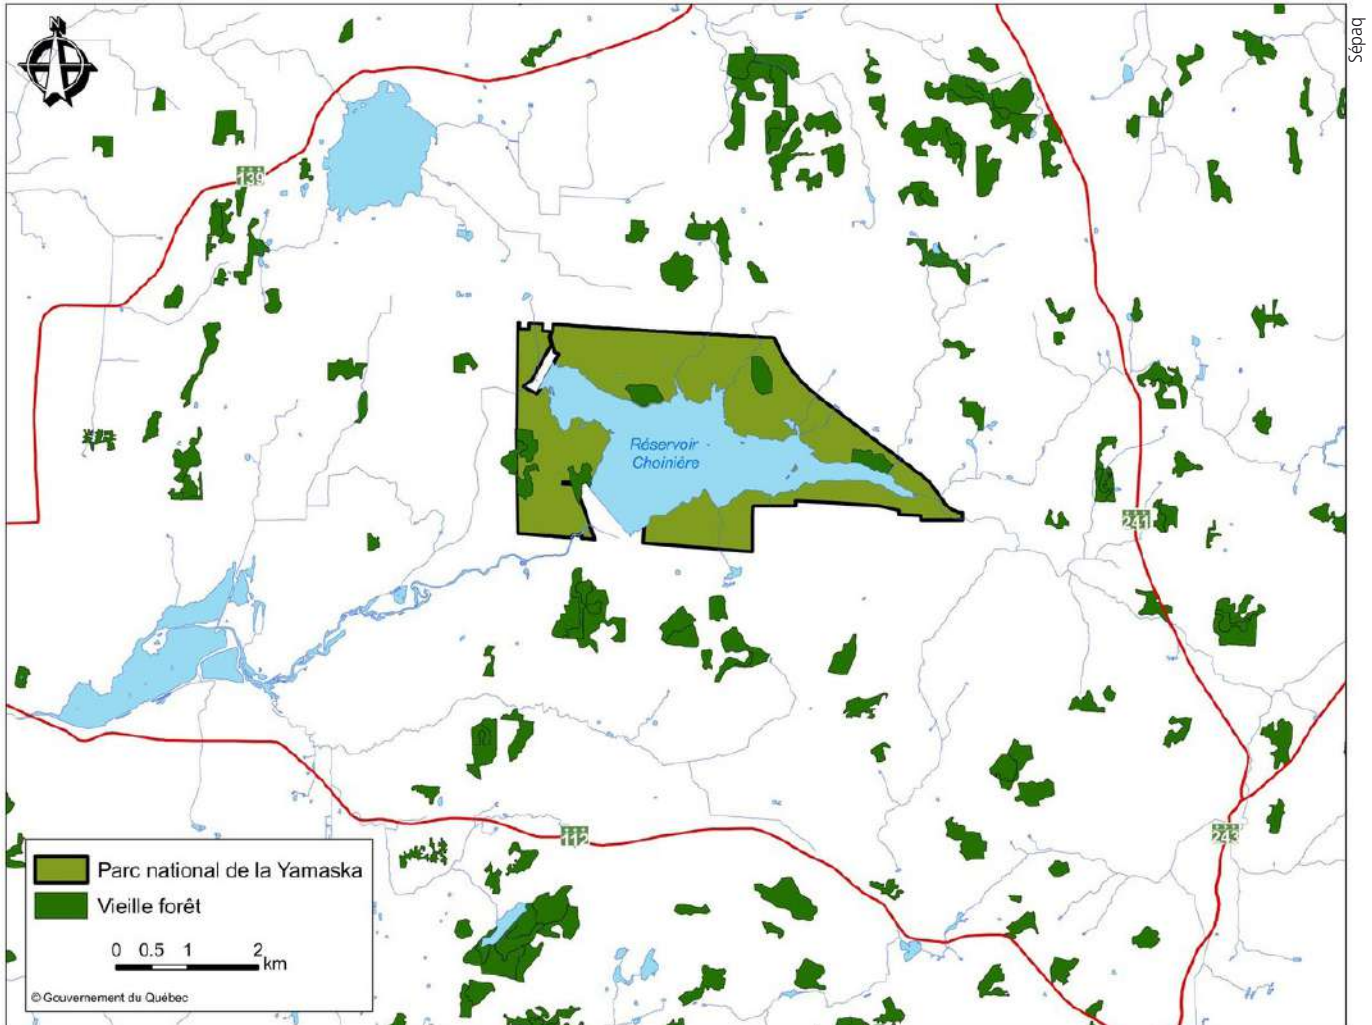 N
Sépaq
139
Réservoir
Choinière
241
112
243
Parc national de la Yamaska
Vieille forêt
0 0.5 1 2
km
© Gouvernement du Québec